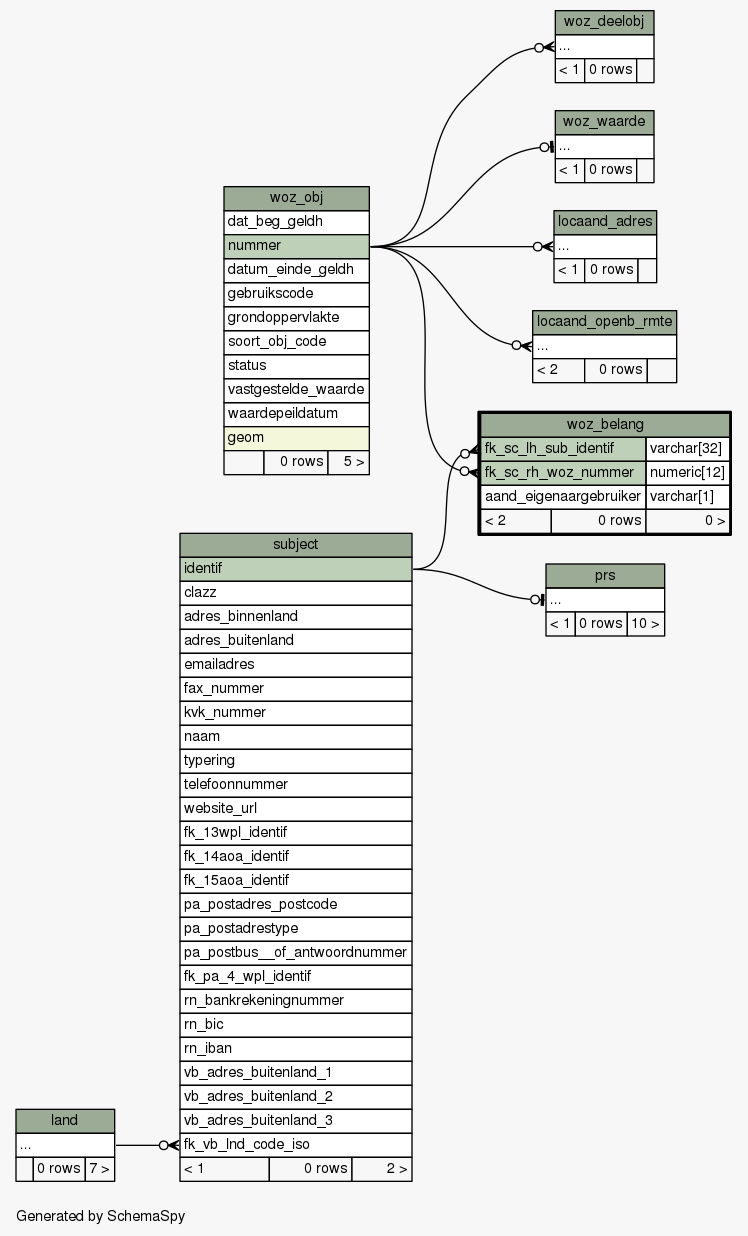 woz_deelobj
...
< 1 0 rows
woz_waarde
...
< 1 0 rows
locaand_adres
...
< 1 0 rows
locaand_openb_rmte
...
< 2 0 rows
woz_obj
dat_beg_geldh
nummer
datum_einde_geldh
gebruikscode
grondoppervlakte
soort_obj_code
status
vastgestelde_waarde
waardepeildatum
geom
0 rows 5 >
woz_belang
fk_sc_lh_sub_identif varchar[32]
fk_sc_rh_woz_nummer numeric[12]
aand_eigenaargebruiker varchar[1]
< 2 0 rows 0 >
prs
...
< 1 0 rows 10 >
subject
identif
clazz
adres_binnenland
adres_buitenland
emailadres
fax_nummer
kvk_nummer
naam
typering
telefoonnummer
website_url
fk_13wpl_identif
fk_14aoa_identif
fk_15aoa_identif
pa_postadres_postcode
pa_postadrestype
pa_postbus__of_antwoordnummer
fk_pa_4_wpl_identif
rn_bankrekeningnummer
rn_bic
rn_iban
vb_adres_buitenland_1
vb_adres_buitenland_2
vb_adres_buitenland_3
fk_vb_lnd_code_iso
< 1 0 rows 2 >
land
...
0 rows 7 >
Generated by SchemaSpy